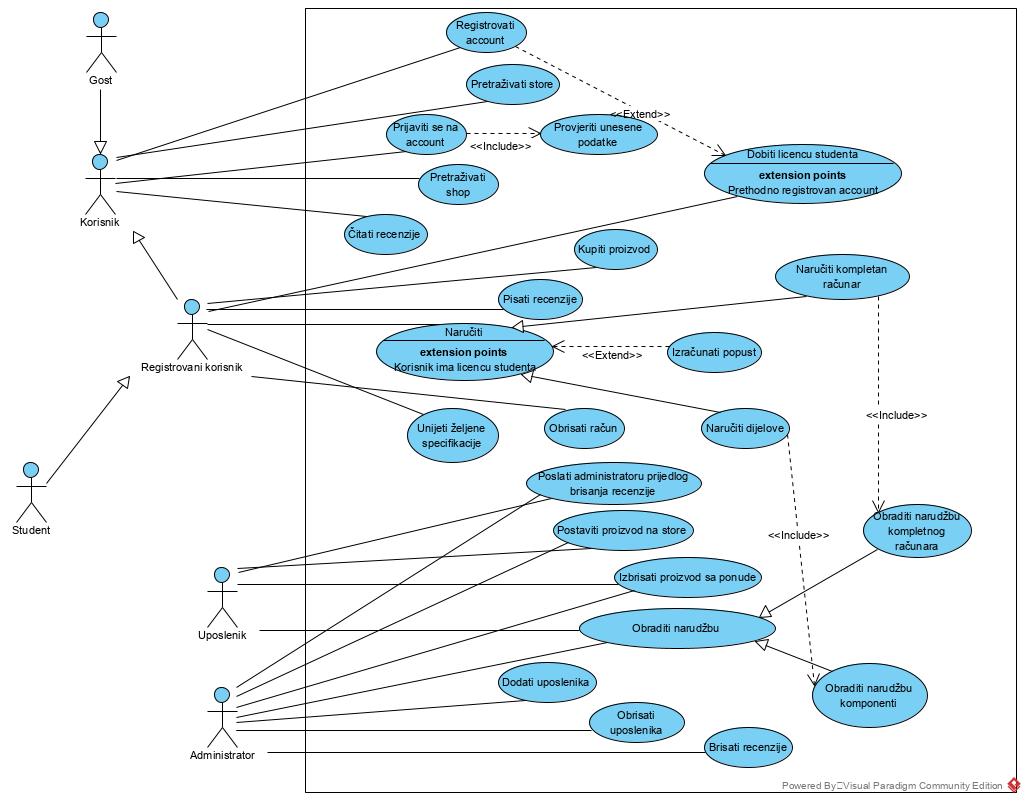 Gost
Registrovati
account
Pretraživati store
<<Extend>>
Prijaviti se na
account
<<Include>>
Provjeriti unesene
podatke
Dobiti licencu studenta
extension points
Prethodno registrovan account
Pretraživati
shop
Korisnik
Čitati recenzije
Kupiti proizvod
Naručiti kompletan
računar
Pisati recenzije
Naručiti
extension points
Korisnik ima licencu studenta
<<Extend>>
Izračunati popust
Registrovani korisnik
<<Include>>
Unijeti željene
specifikacije
Obrisati račun
Naručiti dijelove
Poslati administratoru prijedlog
brisanja recenzije
Student
Postaviti proizvod na store
<<Include>>
Obraditi narudžbu
kompletnog
računara
Izbrisati proizvod sa ponude
Uposlenik
Obraditi narudžbu
Dodati uposlenika
Obraditi narudžbu
komponenti
Obrisati
uposlenika
Administrator
Brisati recenzije
Powered By Visual Paradigm Community Edition